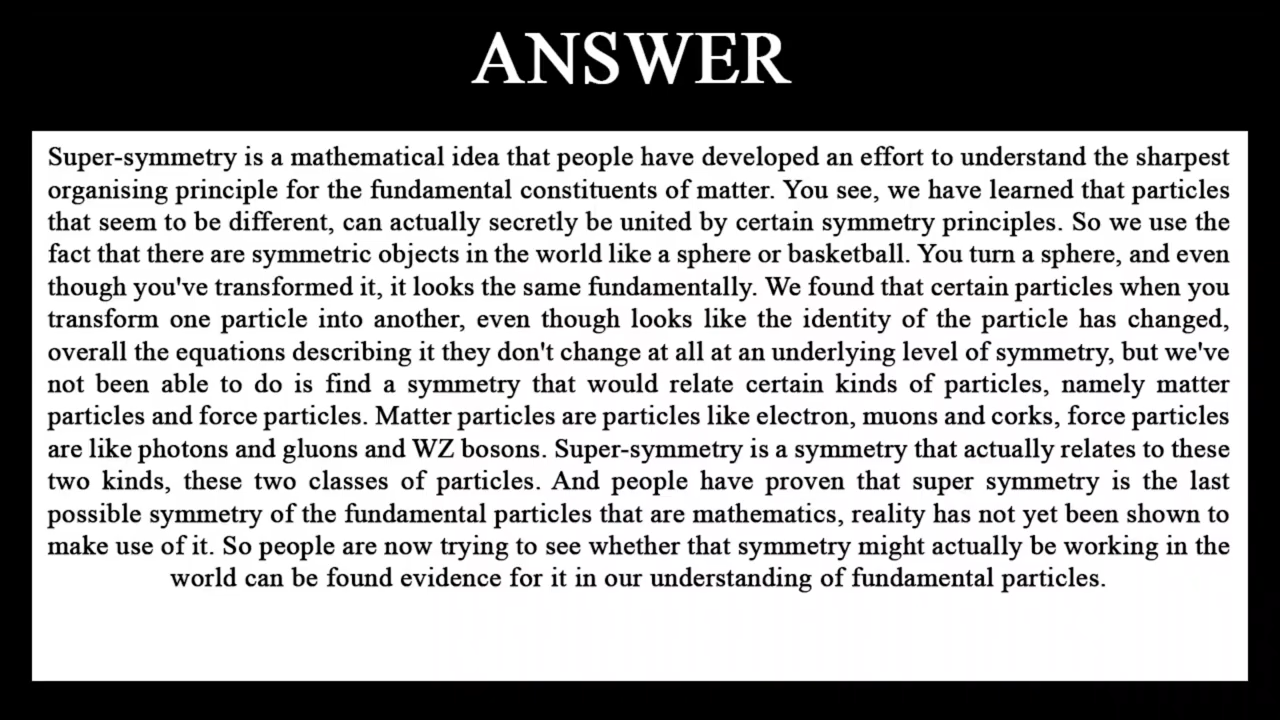 ANSWER
Super-symmetry is a mathematical idea that people have developed an effort to understand the sharpest
organising principle for the fundamental constituents of matter. You see, we have learned that particles
that seem to be different, can actually secretly be united by certain symmetry principles. So we use the
fact that there are symmetric objects in the world like a sphere or basketball. You turn a sphere, and even
though you've transformed it, it looks the same fundamentally. We found that certain particles when you
transform one particle into another, even though looks like the identity of the particle has changed,
overall the equations describing it they don't change at all at an underlying level of symmetry, but we've
not been able to do is find a symmetry that would relate certain kinds of particles, namely matter
particles and force particles. Matter particles are particles like electron, muons and corks, force particles
are like photons and gluons and WZ bosons. Super-symmetry is a symmetry that actually relates to these
two kinds, these two classes of particles. And people have proven that super symmetry is the last
possible symmetry of the fundamental particles that are mathematics, reality has not yet been shown to
make use of it. So people are now trying to see whether that symmetry might actually be working in the
world can be found evidence for it in our understanding of fundamental particles.